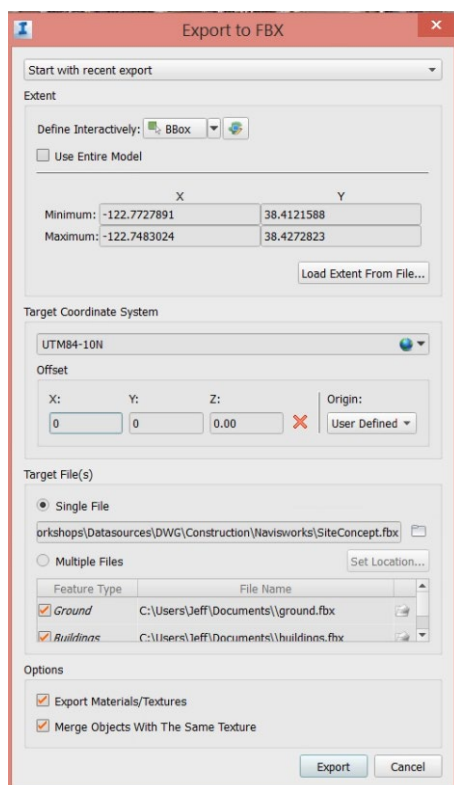 Export to FBX
Start with recent export
Extent
Define Interactively: BBox
Use Entire Model
X Y
Minimum: -122.7727891 38.4121588
Maximum: -122.7483024 38.4272823
Load Extent From File...
Target Coordinate System
UTM84-10N
Offset
X: Y: Z: Origin:
0 0 0.00 User Defined
Target File(s)
Single File
orkshops\Datasources\DWG\Construction\Navisworks\SiteConcept.fbx
Multiple Files Set Location...
Feature Type File Name
Ground C:\Users\Jeff\Documents\\ground.fbx
Buildings C:\Users\Jeff\Documents\\buildings.fbx
Options
Export Materials/Textures
Merge Objects With The Same Texture
Export Cancel